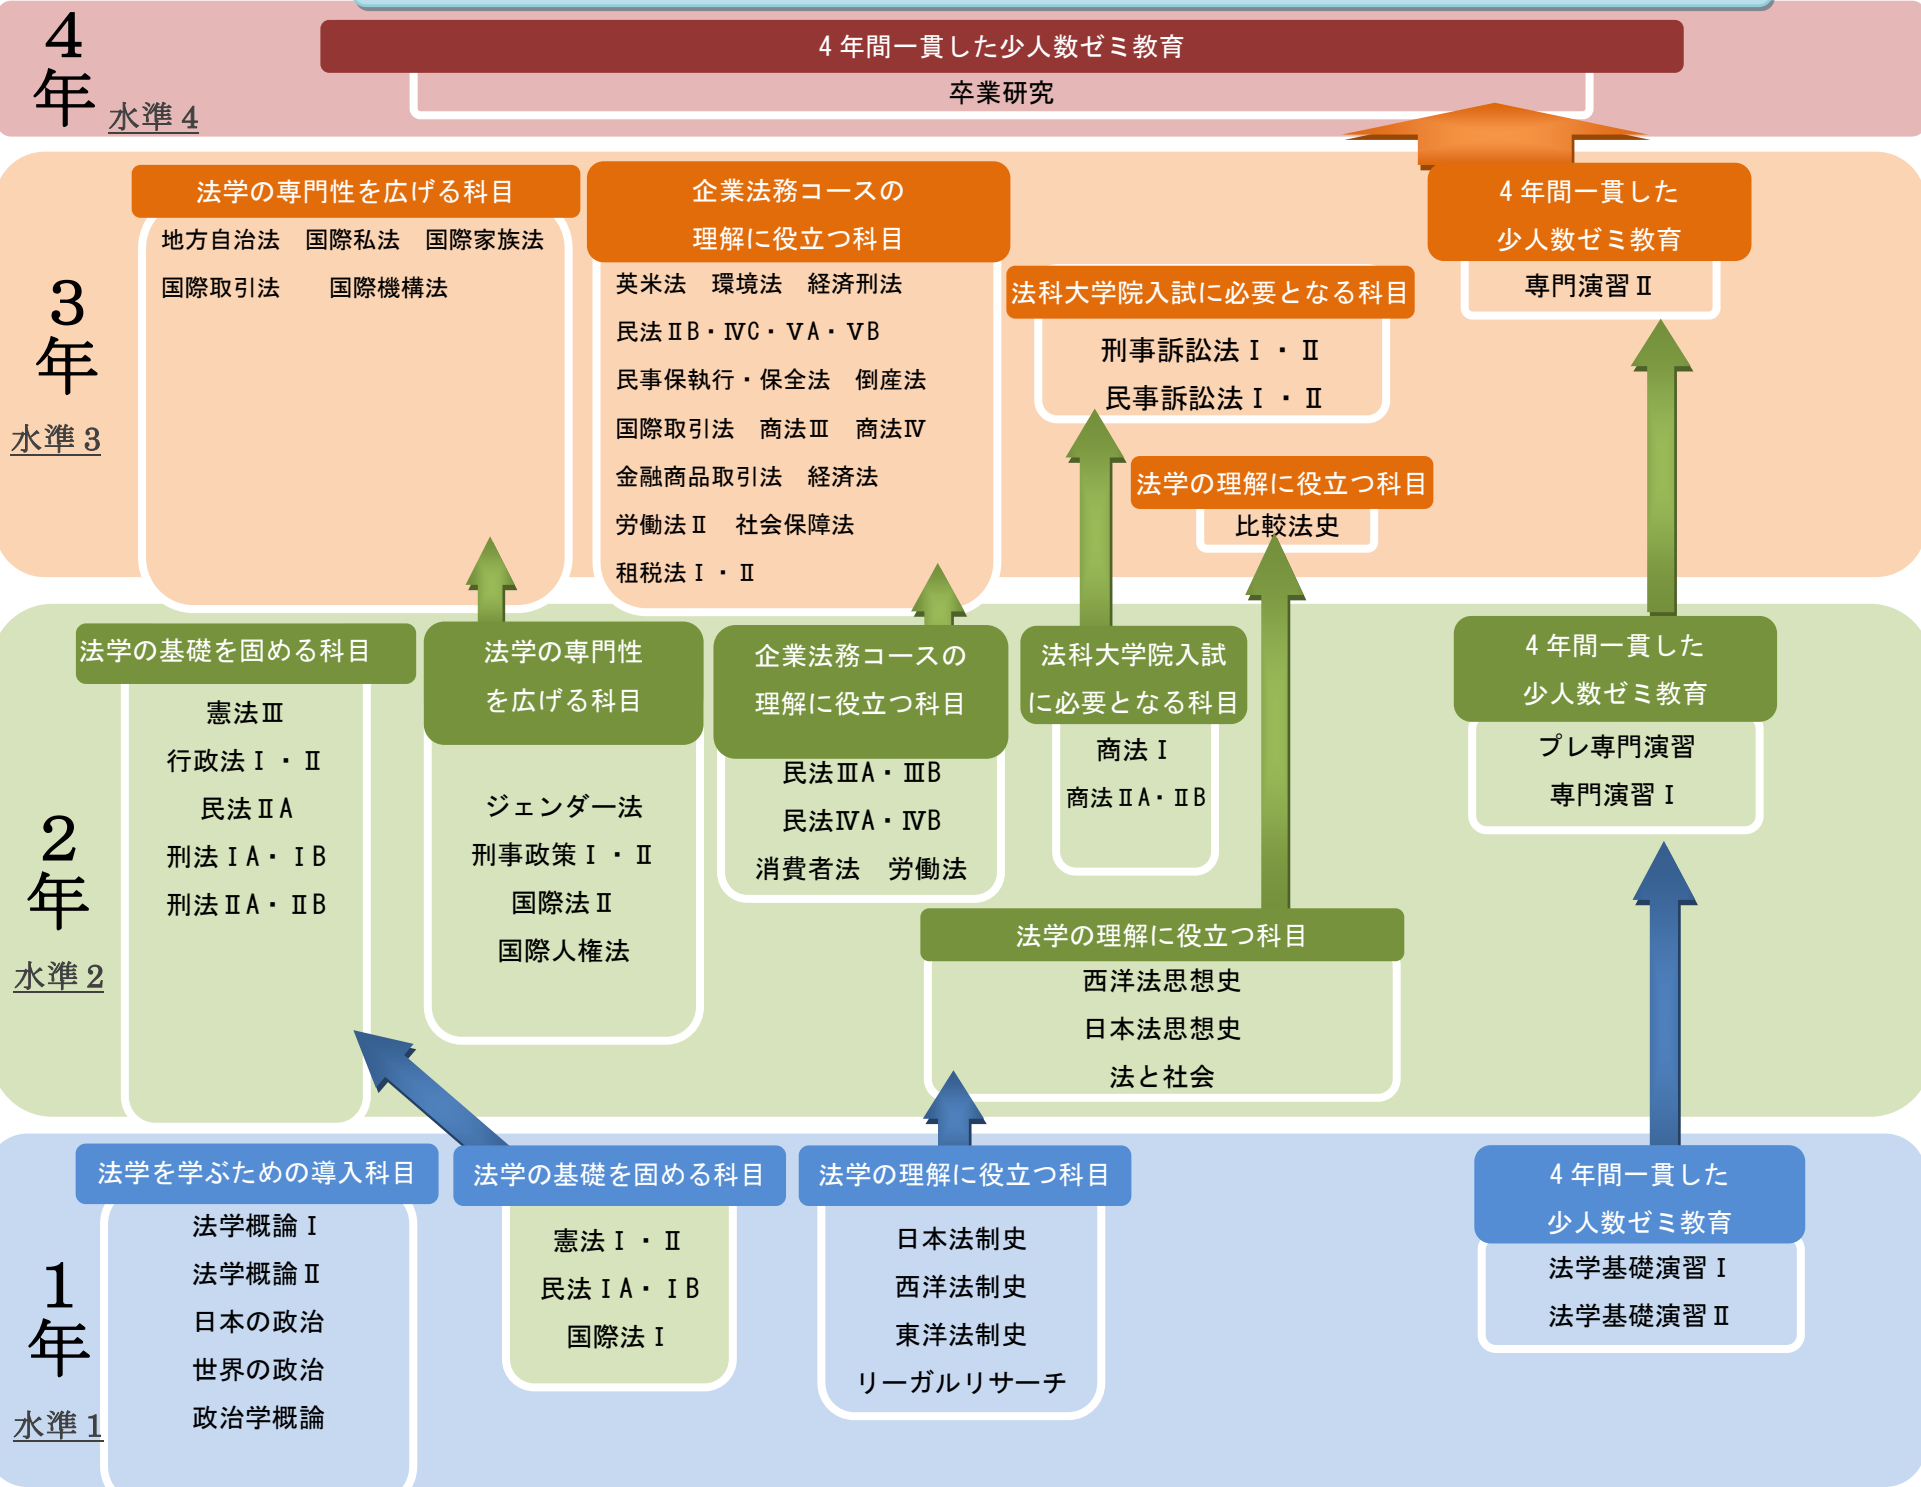 4年
水準4
4年間一貫した少人数ゼミ教育
卒業研究
3年
水準3
法学の専門性を広げる科目
地方自治法　国際私法　国際家族法
国際取引法　　国際機構法
企業法務コースの
理解に役立つ科目
英米法　環境法　経済刑法
民法ⅡB・ⅣC・ⅤA・ⅤB
民事保執行・保全法　倒産法
国際取引法　商法Ⅲ　商法Ⅳ
金融商品取引法　経済法
労働法Ⅱ　社会保障法
租税法Ⅰ・Ⅱ
法科大学院入試に必要となる科目
刑事訴訟法Ⅰ・Ⅱ
民事訴訟法Ⅰ・Ⅱ
法学の理解に役立つ科目
比較法史
4年間一貫した
少人数ゼミ教育
専門演習Ⅱ
2年
水準2
法学の基礎を固める科目
憲法Ⅲ
行政法Ⅰ・Ⅱ
民法ⅡA
刑法ⅠA・ⅠB
刑法ⅡA・ⅡB
法学の専門性
を広げる科目
ジェンダー法
刑事政策Ⅰ・Ⅱ
国際法Ⅱ
国際人権法
企業法務コースの
理解に役立つ科目
民法ⅢA・ⅢB
民法ⅣA・ⅣB
消費者法　労働法
法科大学院入試
に必要となる科目
商法Ⅰ
商法ⅡA・ⅡB
法学の理解に役立つ科目
西洋法思想史
日本法思想史
法と社会
4年間一貫した
少人数ゼミ教育
プレ専門演習
専門演習Ⅰ
1年
水準1
法学を学ぶための導入科目
法学概論Ⅰ
法学概論Ⅱ
日本の政治
世界の政治
政治学概論
法学の基礎を固める科目
憲法Ⅰ・Ⅱ
民法ⅠA・ⅠB
国際法Ⅰ
法学の理解に役立つ科目
日本法制史
西洋法制史
東洋法制史
リーガルリサーチ
4年間一貫した
少人数ゼミ教育
法学基礎演習Ⅰ
法学基礎演習Ⅱ